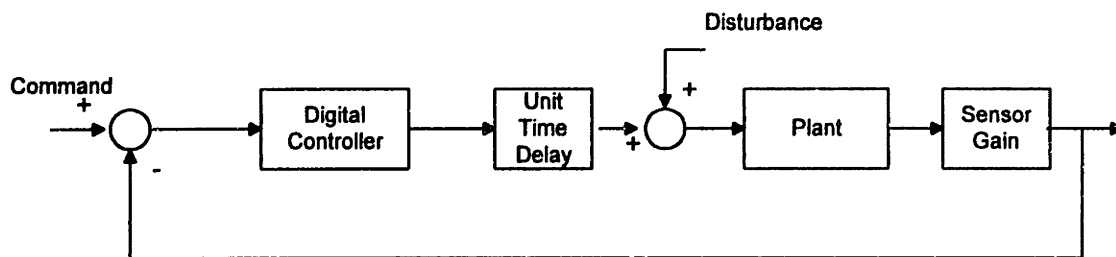 Disturbance
Command
+
-
Digital
Controller
Unit
Time
Delay
+
+
Plant
Sensor
Gain